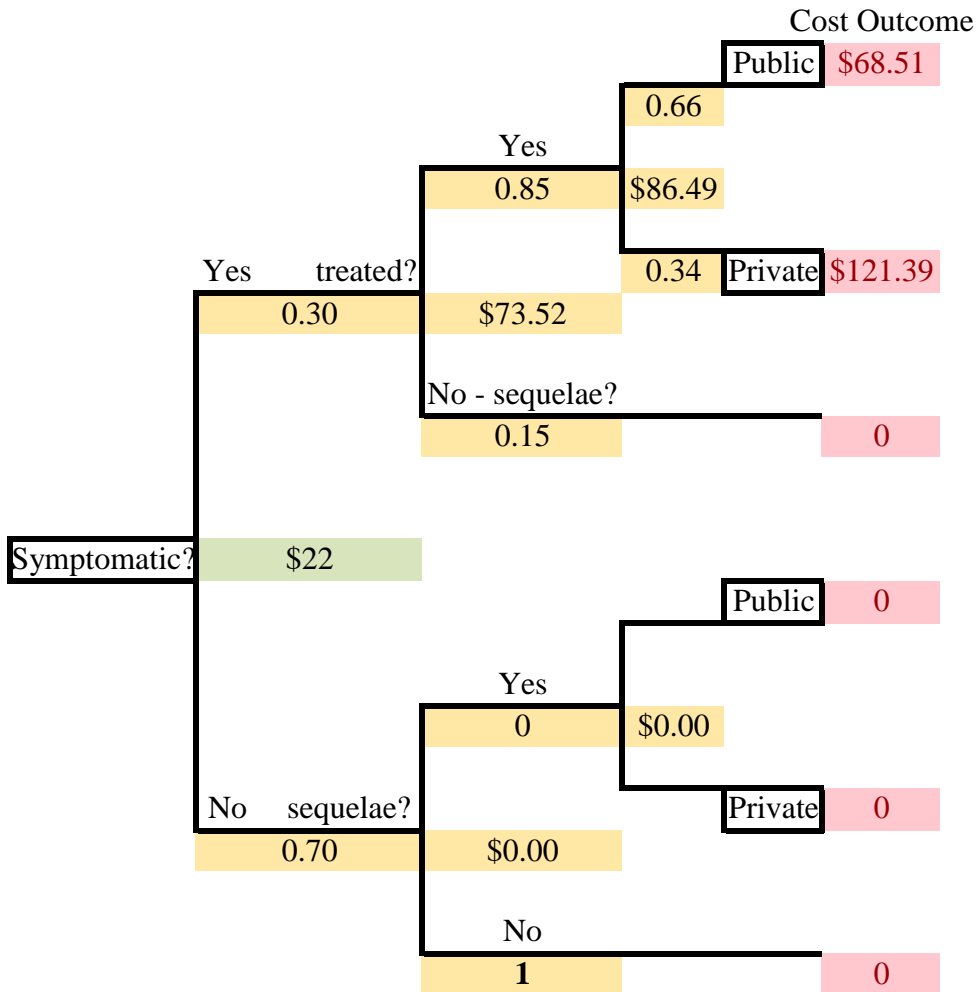 Cost Outcome
Public $68.51
0.66
Yes
0.85 $86.49
Yes treated? 0.34 Private $121.39
0.30 $73.52
No - sequelae?
0.15 0
Symptomatic? $22
Public 0
Yes
0 $0.00
No sequelae? Private 0
0.70 $0.00
No
1 0